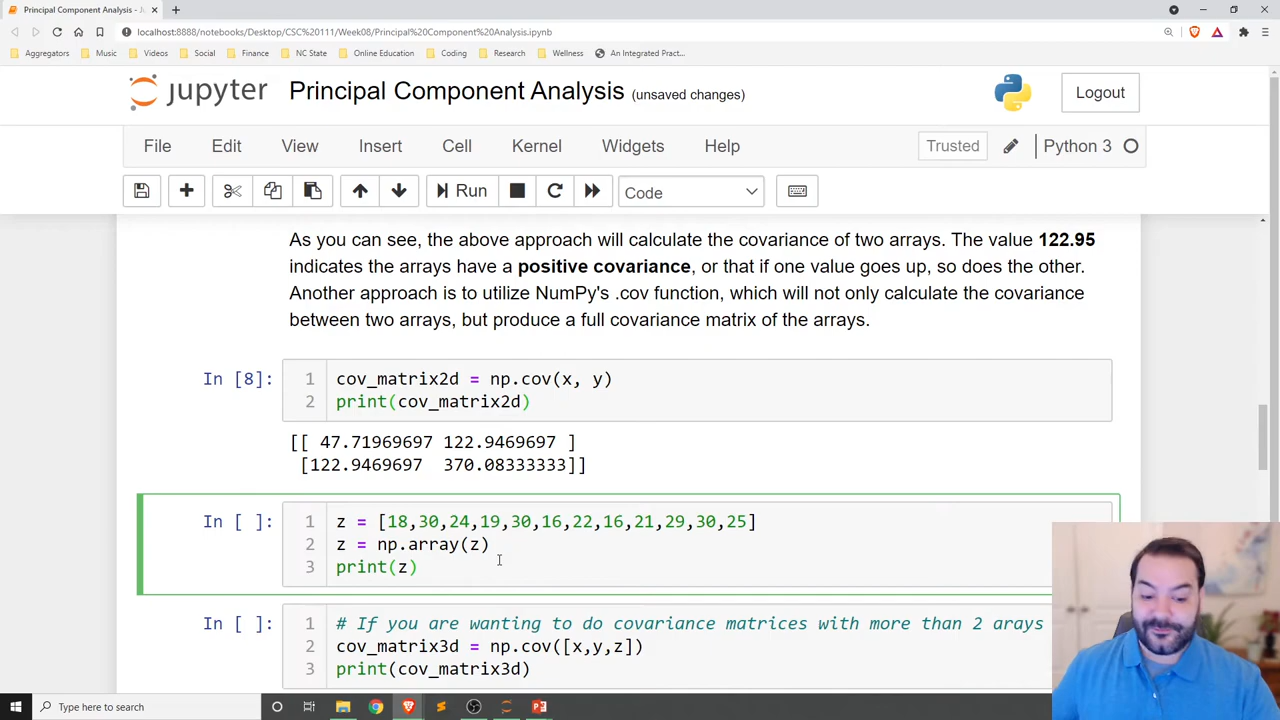 Principal Component Analysis - Jup
localhost:8888/notebooks/Desktop/CSC%20111/Week08/Principal%20Component%20Analysis.ipynb
Aggregators Music Videos Social Finance NC State Online Education Coding Research Wellness An Integrated Pract...
jupyter Principal Component Analysis (unsaved changes) Logout
File Edit View Insert Cell Kernel Widgets Help Trusted Python 3
Run Code
As you can see, the above approach will calculate the covariance of two arrays. The value 122.95
indicates the arrays have a positive covariance, or that if one value goes up, so does the other.
Another approach is to utilize NumPy's .cov function, which will not only calculate the covariance
between two arrays, but produce a full covariance matrix of the arrays.
In [8]: 1 cov_matrix2d = np.cov(x, y)
2 print(cov_matrix2d)
[[ 47.71969697 122.9469697 ]
[122.9469697 370.08333333]]
In [ ]: 1 z = [18,30,24,19,30,16,22,16,21,29,30,25]
2 z = np.array(z)
3 print(z)
In [ ]: 1 # If you are wanting to do covariance matrices with more than 2 arays
2 cov_matrix3d = np.cov([x,y,z])
3 print(cov_matrix3d)
Type here to search